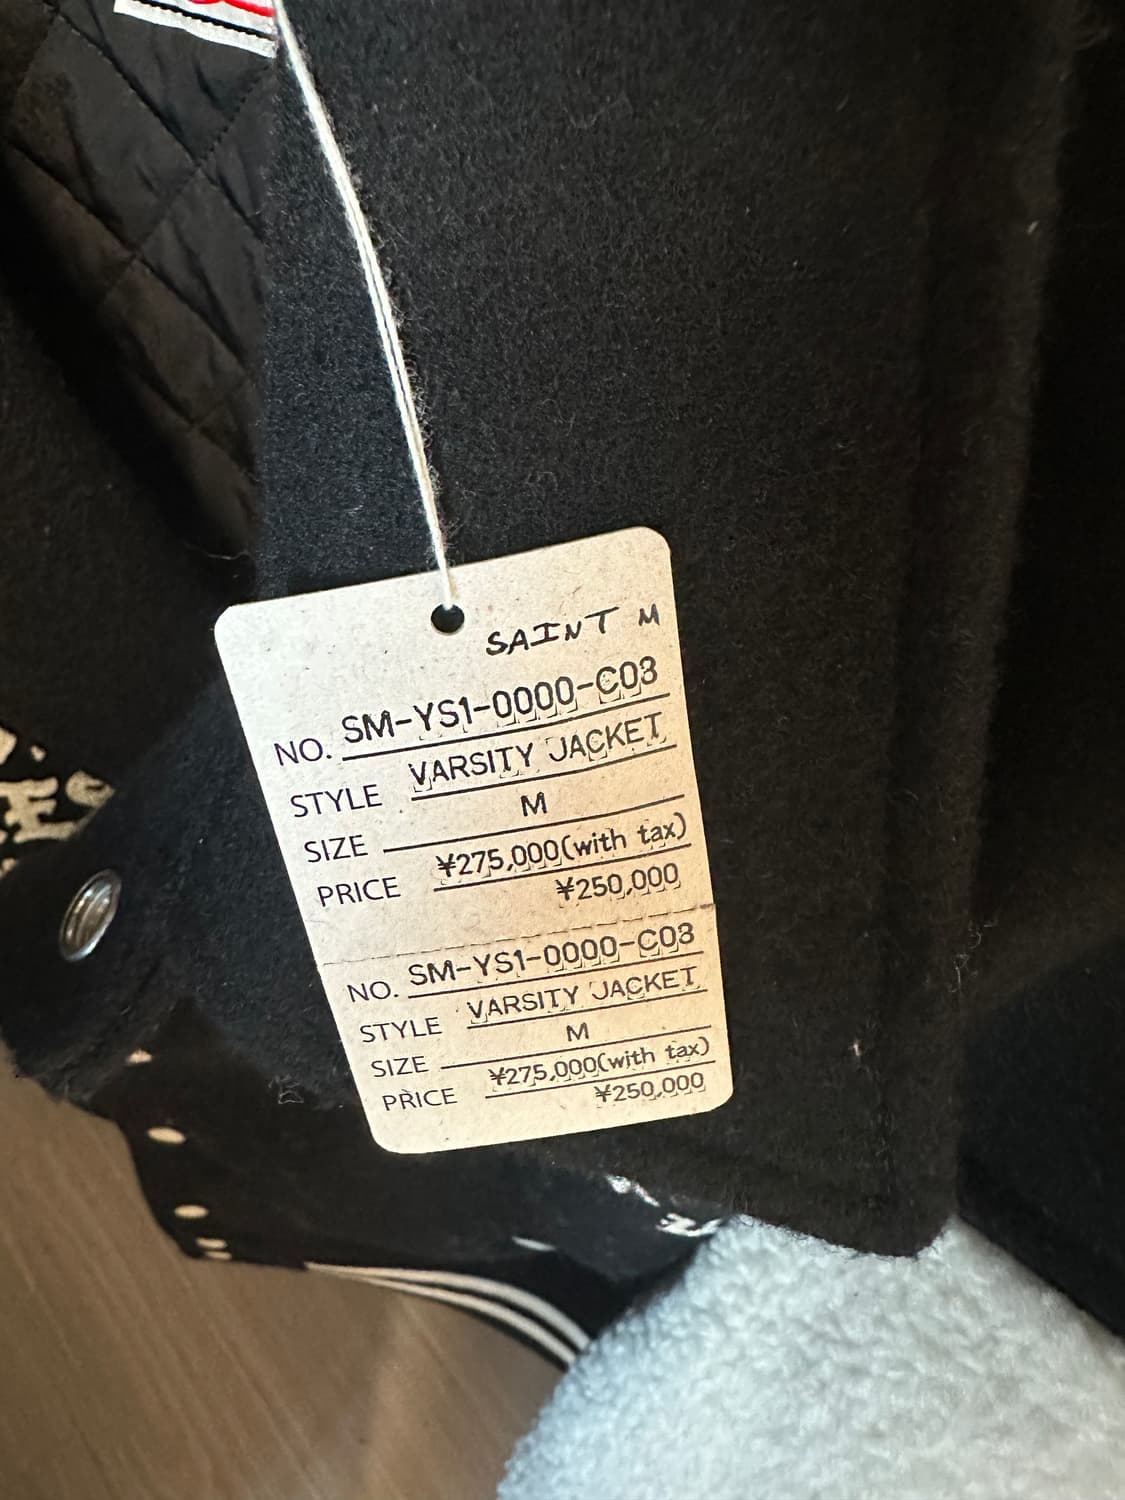 SAINT M
NO. SM-YS1-0000-C03
STYLE VARSITY JACKET
SIZE M
PRICE ¥275,000(with tax)
¥250,000
NO. SM-YS1-0000-C03
STYLE VARSITY JACKET
SIZE M
PRICE ¥275,000(with tax)
¥250,000